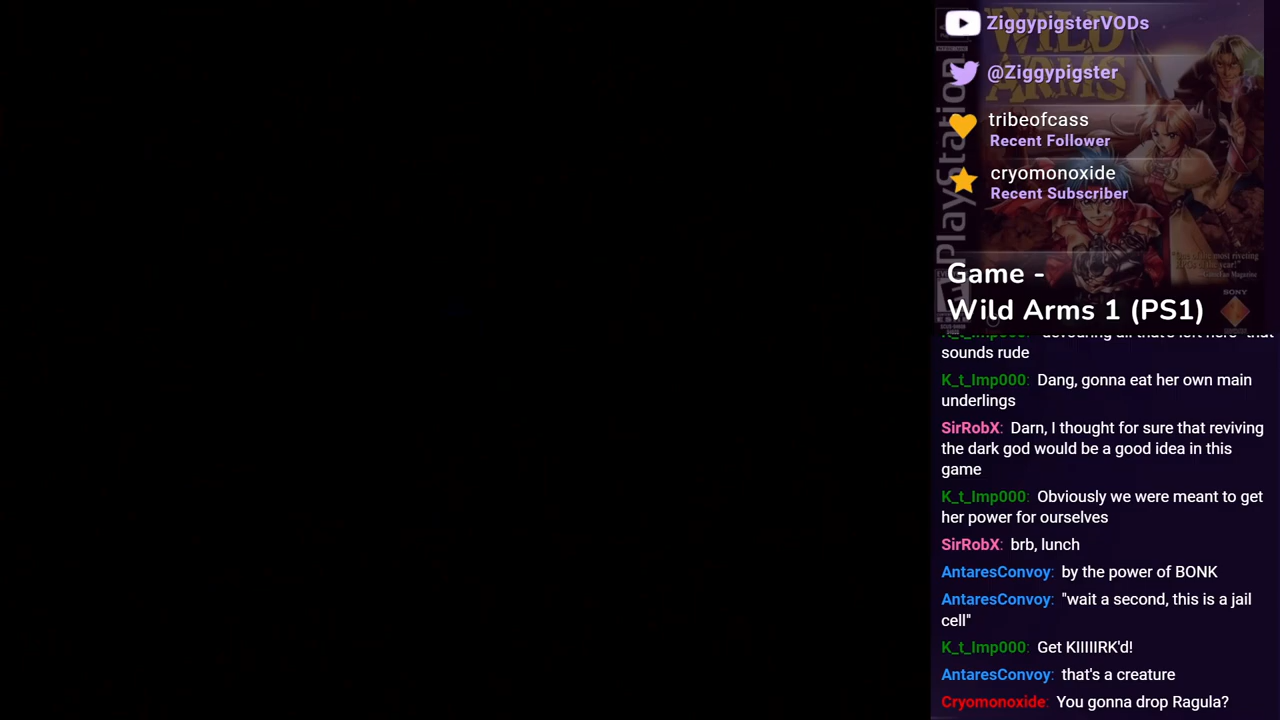 ZiggypigsterVODs
@Ziggypigster
tribeofcass
Recent Follower
cryomonoxide
Recent Subscriber
WILD
ARMS
PlayStation
SONY
Game -
Wild Arms 1 (PS1)
sounds rude
K_t_Imp000: Dang, gonna eat her own main
underlings
SirRobX: Darn, I thought for sure that reviving
the dark god would be a good idea in this
game
K_t_Imp000: Obviously we were meant to get
her power for ourselves
SirRobX: brb, lunch
AntaresConvoy: by the power of BONK
AntaresConvoy: "wait a second, this is a jail
cell"
K_t_Imp000: Get KIIIIIRK'd!
AntaresConvoy: that's a creature
Cryomonoxide: You gonna drop Ragula?